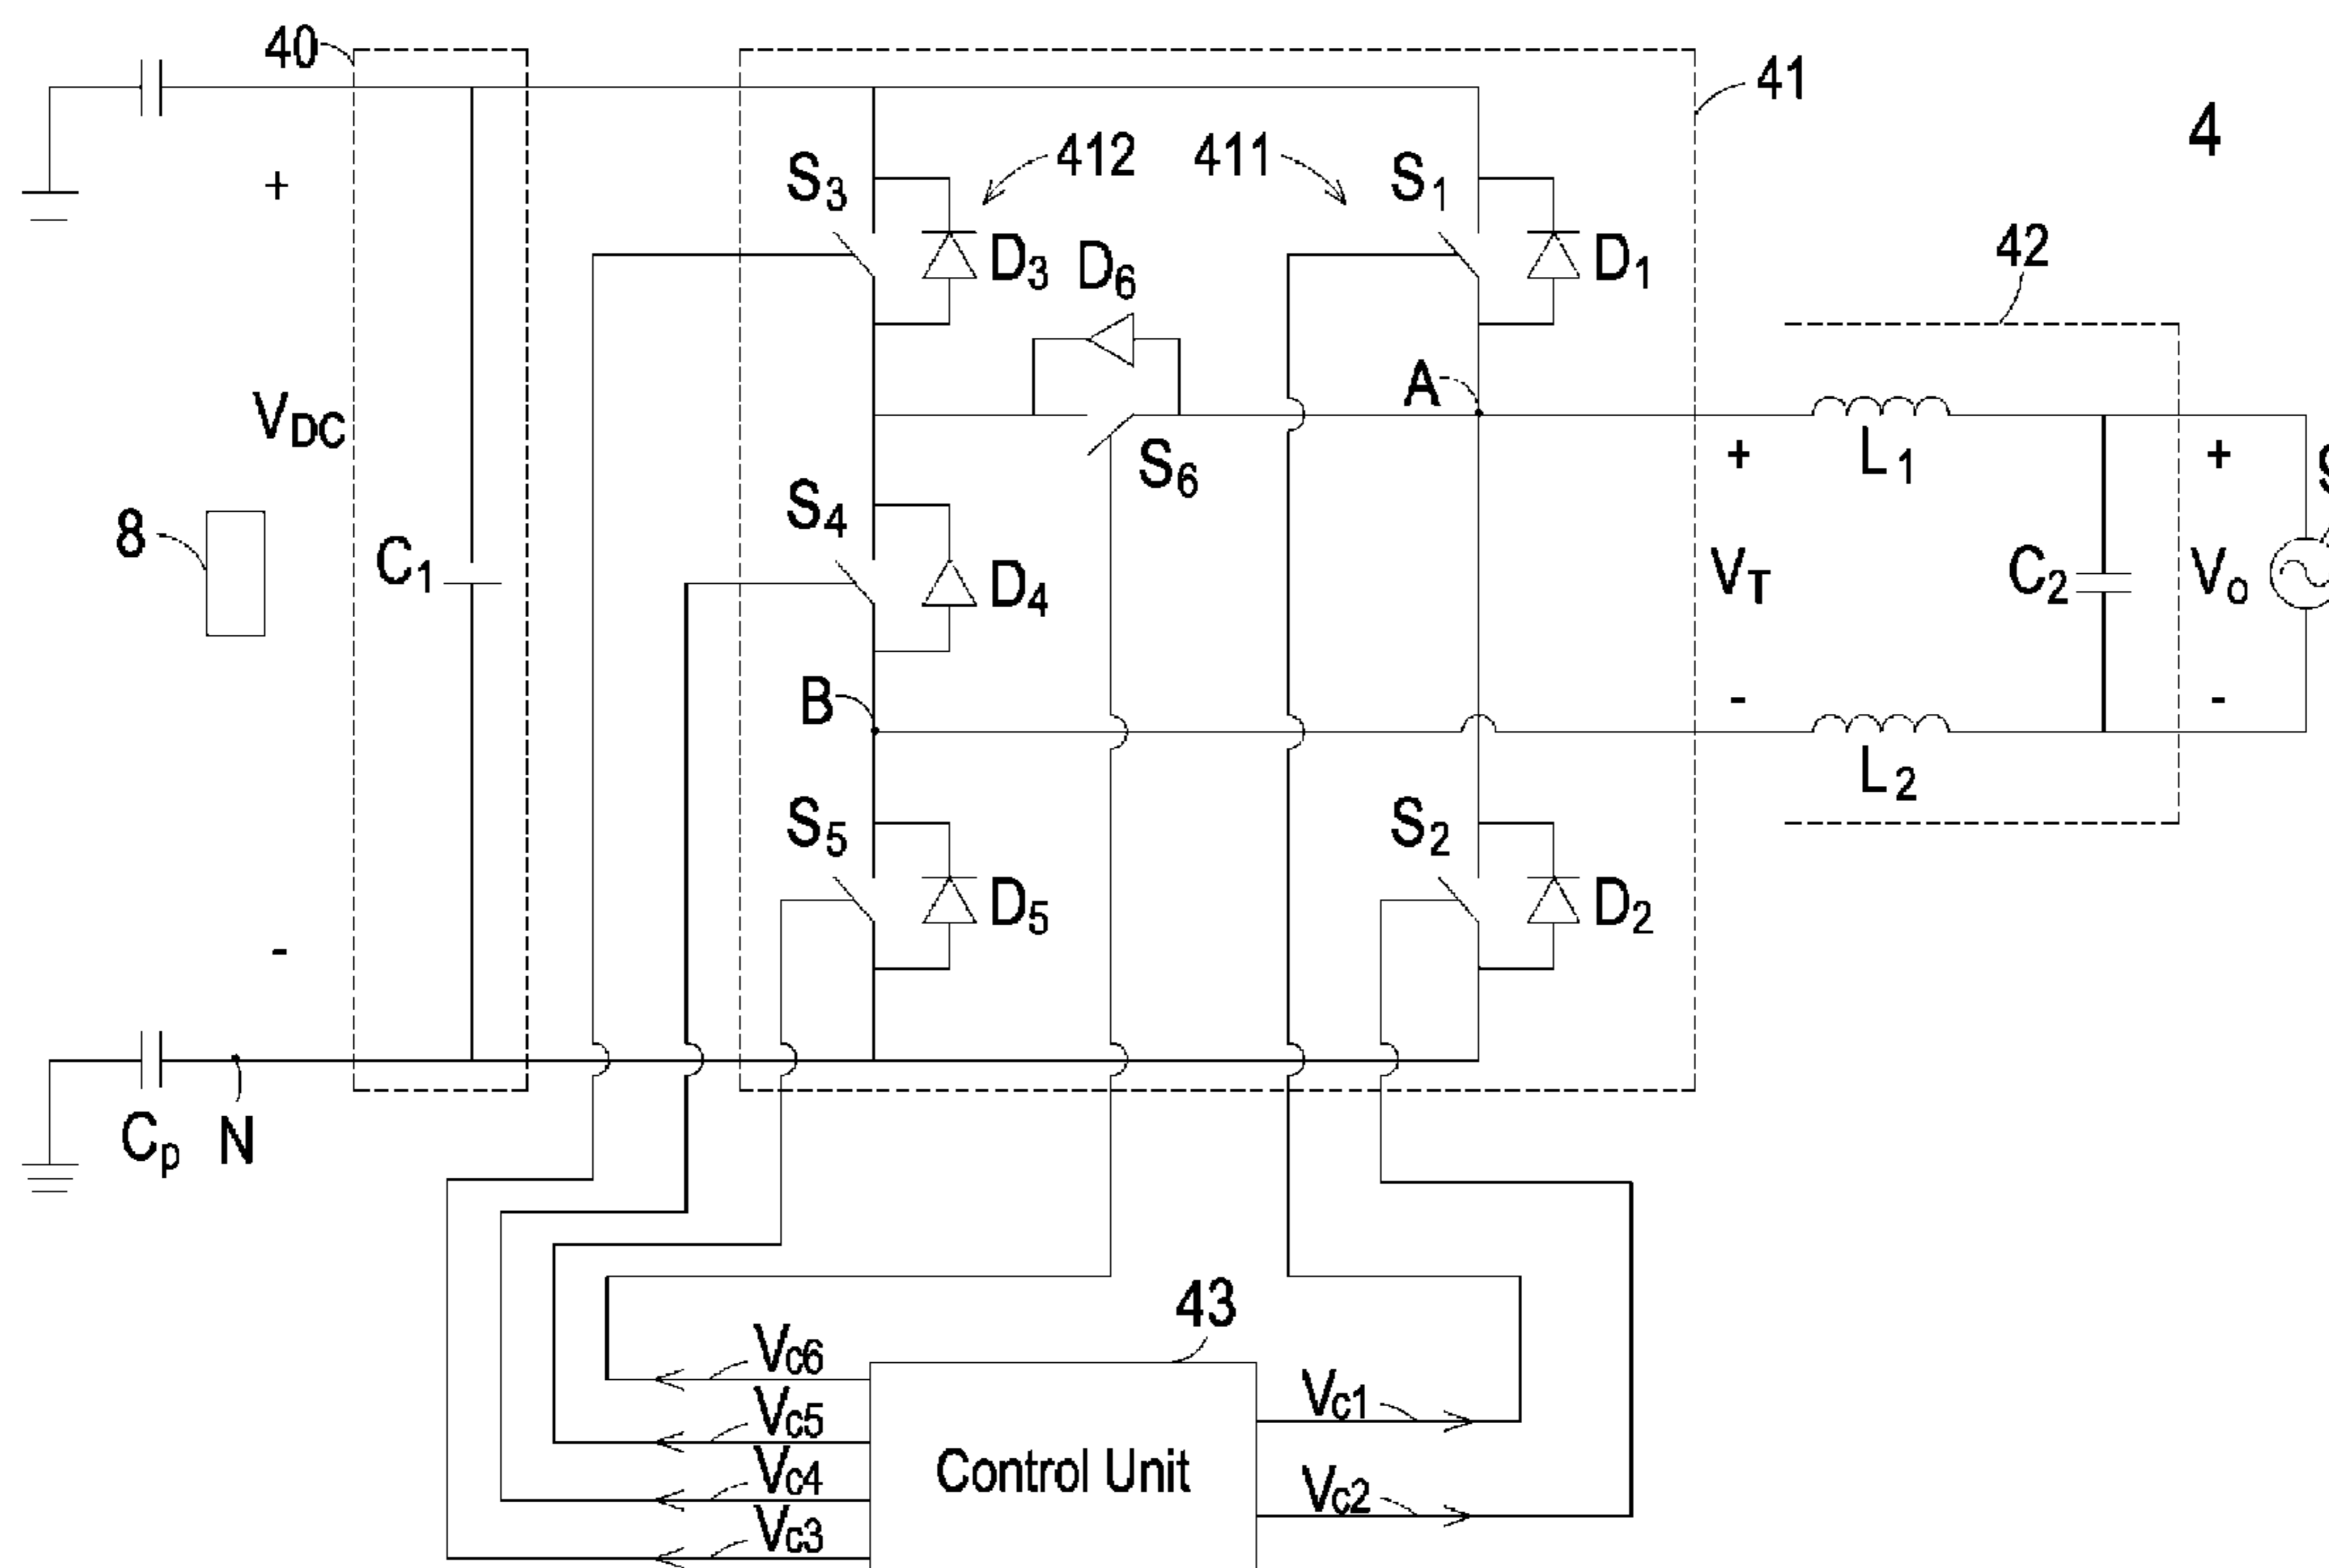 40
41
4
412
411
S3
S1
+
D3
D6
D1
42
A
VDC
S6
+
L1
+
S4
8
C1
D4
VT
C2
Vo
B
-
-
L2
S5
S2
D5
D2
-
Cp
N
43
Vc6
Vc5
Vc1
Vc4
Control Unit
Vc2
Vc3